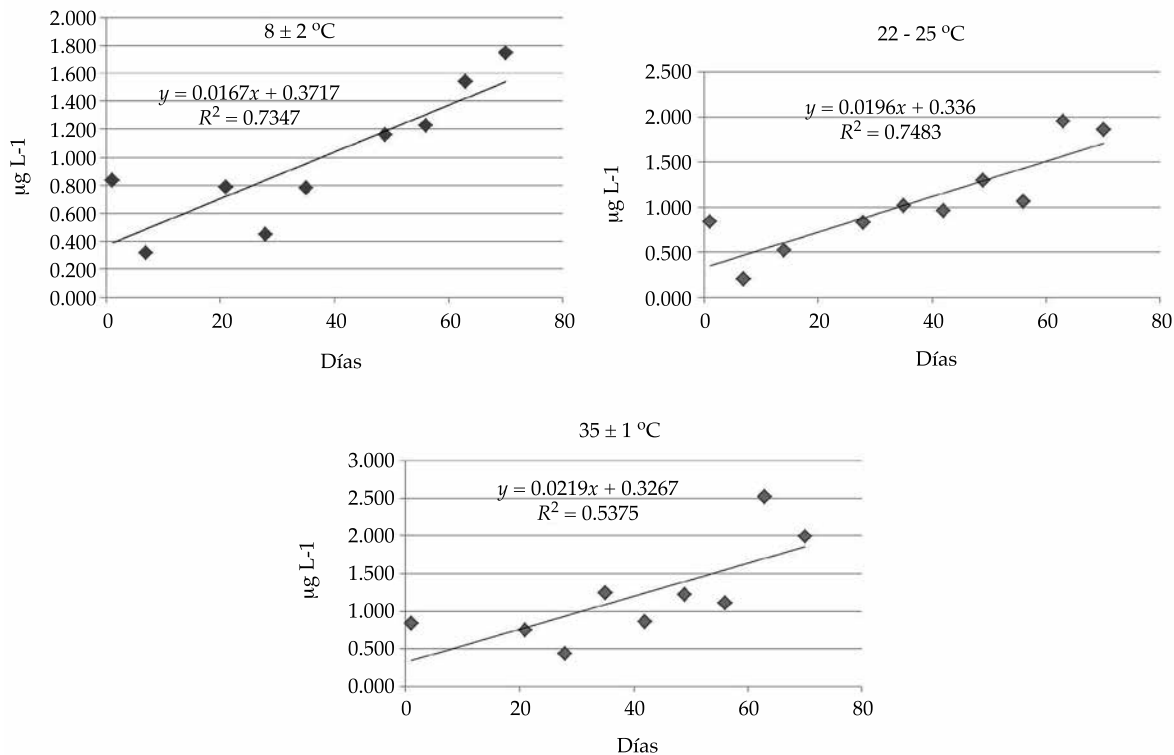 8 ± 2 ºC
2.000
1.800
1.600
1.400
1.200
1.000
0.800
0.600
0.400
0.200
0.000
y = 0.0167x + 0.3717
R² = 0.7347
µg L-1
0 20 40 60 80
Días
22 - 25 ºC
2.500
2.000
1.500
1.000
0.500
0.000
y = 0.0196x + 0.336
R² = 0.7483
µg L-1
0 20 40 60 80
Días
35 ± 1 ºC
3.000
2.500
2.000
1.500
1.000
0.500
0.000
y = 0.0219x + 0.3267
R² = 0.5375
µg L-1
0 20 40 60 80
Días